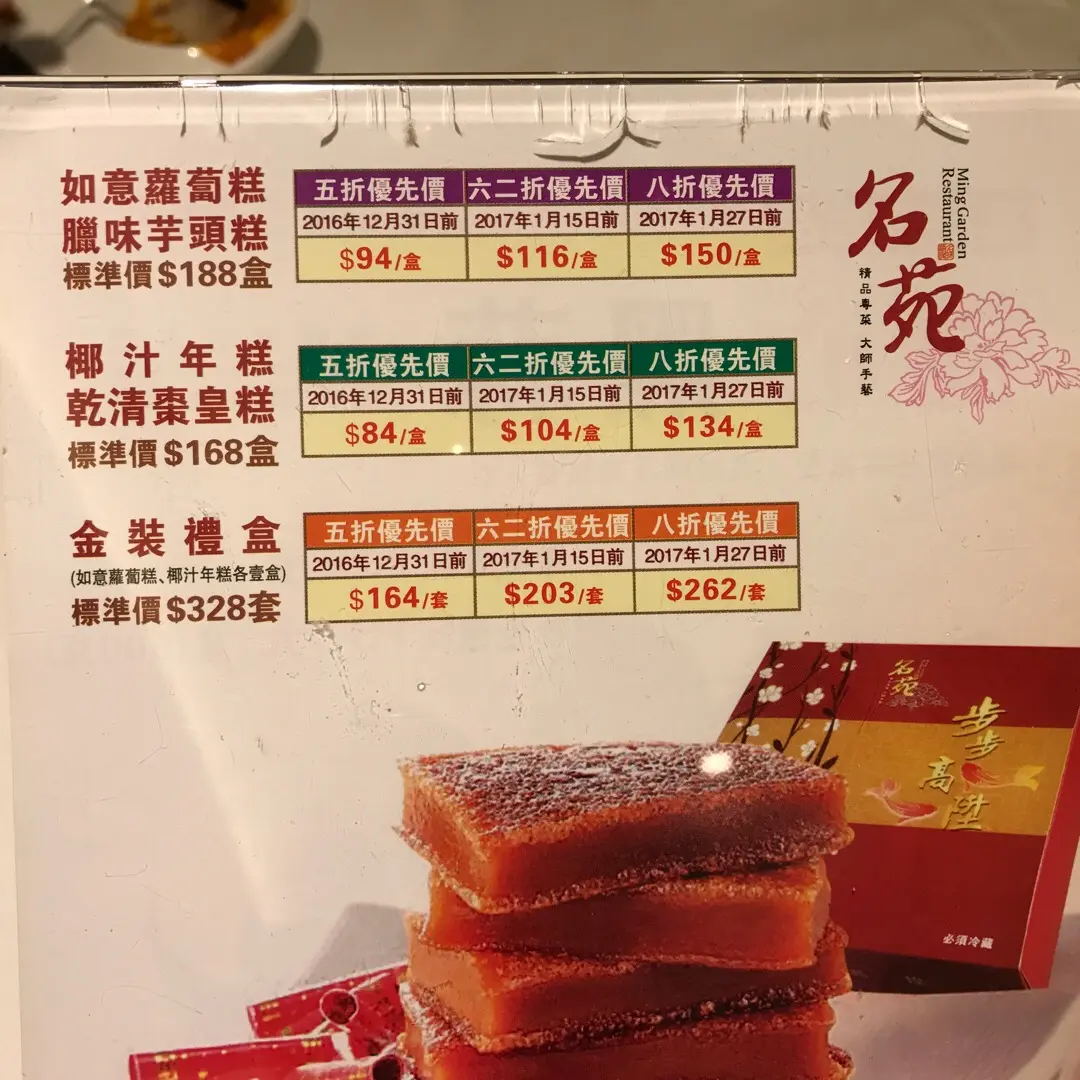 如意蘿蔔糕
臘味芋頭糕
標準價$188盒
五折優先價 六二折優先價 八折優先價
2016年12月31日前 2017年1月15日前 2017年1月27日前
$94/盒 $116/盒 $150/盒
椰汁年糕
乾清棗皇糕
標準價$168盒
五折優先價 六二折優先價 八折優先價
2016年12月31日前 2017年1月15日前 2017年1月27日前
$84/盒 $104/盒 $134/盒
金裝禮盒
(如意蘿蔔糕、椰汁年糕各壹盒)
標準價$328套
五折優先價 六二折優先價 八折優先價
2016年12月31日前 2017年1月15日前 2017年1月27日前
$164/套 $203/套 $262/套
名苑
Ming Garden
Restaurant
精品粵菜 大師手藝
名苑
步步高陞
必須冷藏